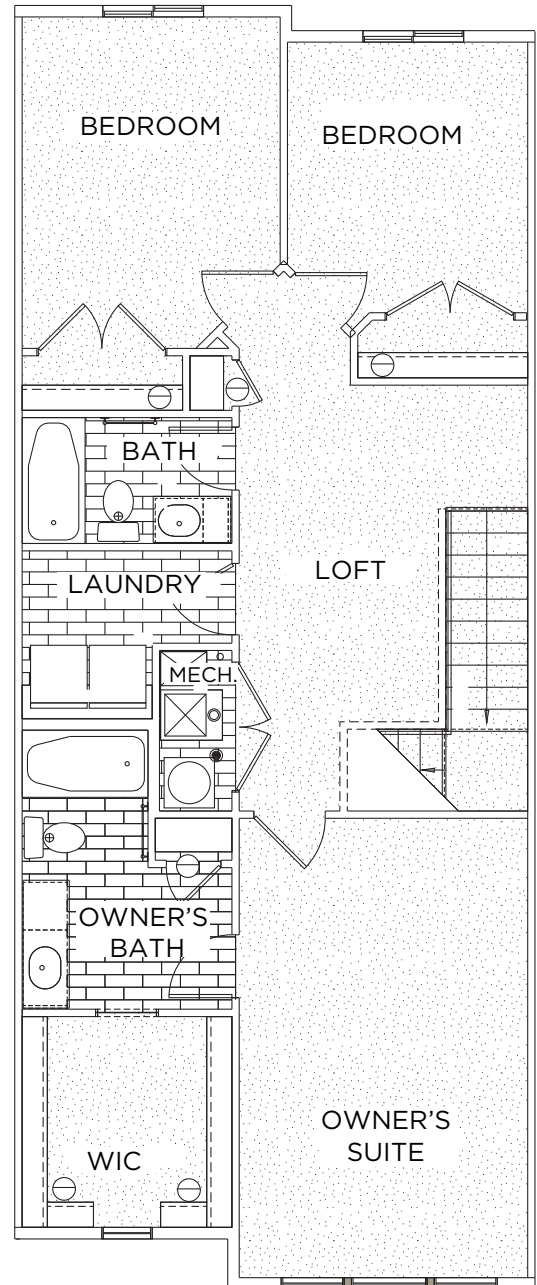 BEDROOM
BEDROOM
BATH
LOFT
LAUNDRY
MECH.
OWNER'S
BATH
OWNER'S
SUITE
WIC